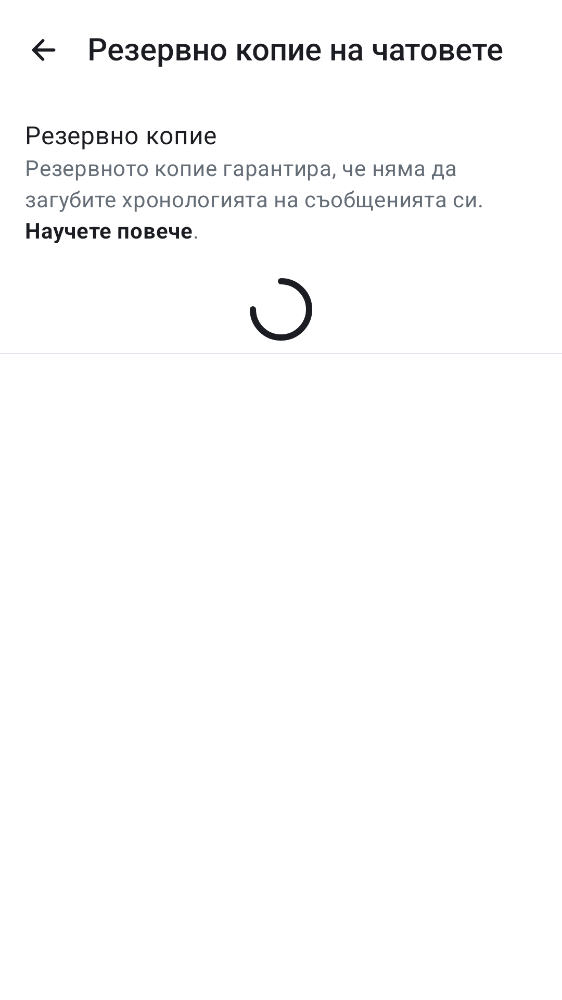 Резервно копие на чатовете
Резервно копие
Резервното копие гарантира, че няма да
загубите хронологията на съобщенията си.
Научете повече.